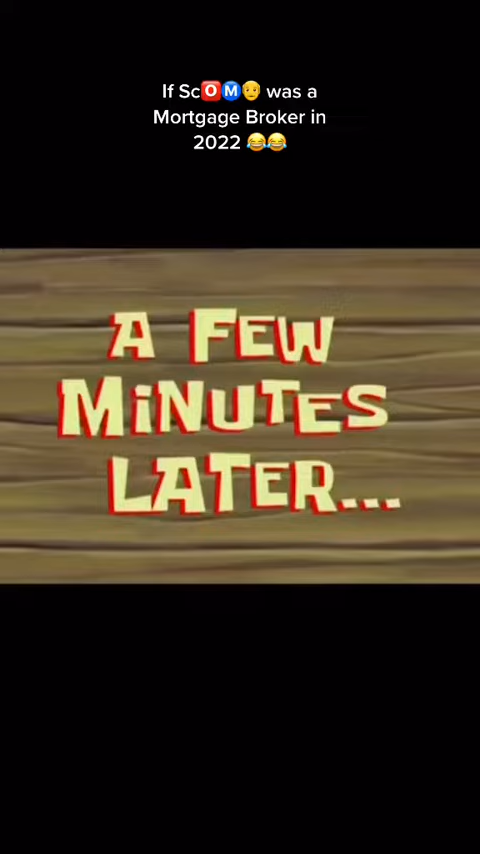 If Sc🅾️Ⓜ️👨‍🦲 was a
Mortgage Broker in
2022 😂😂
A FEW
MINUTES
LATER...